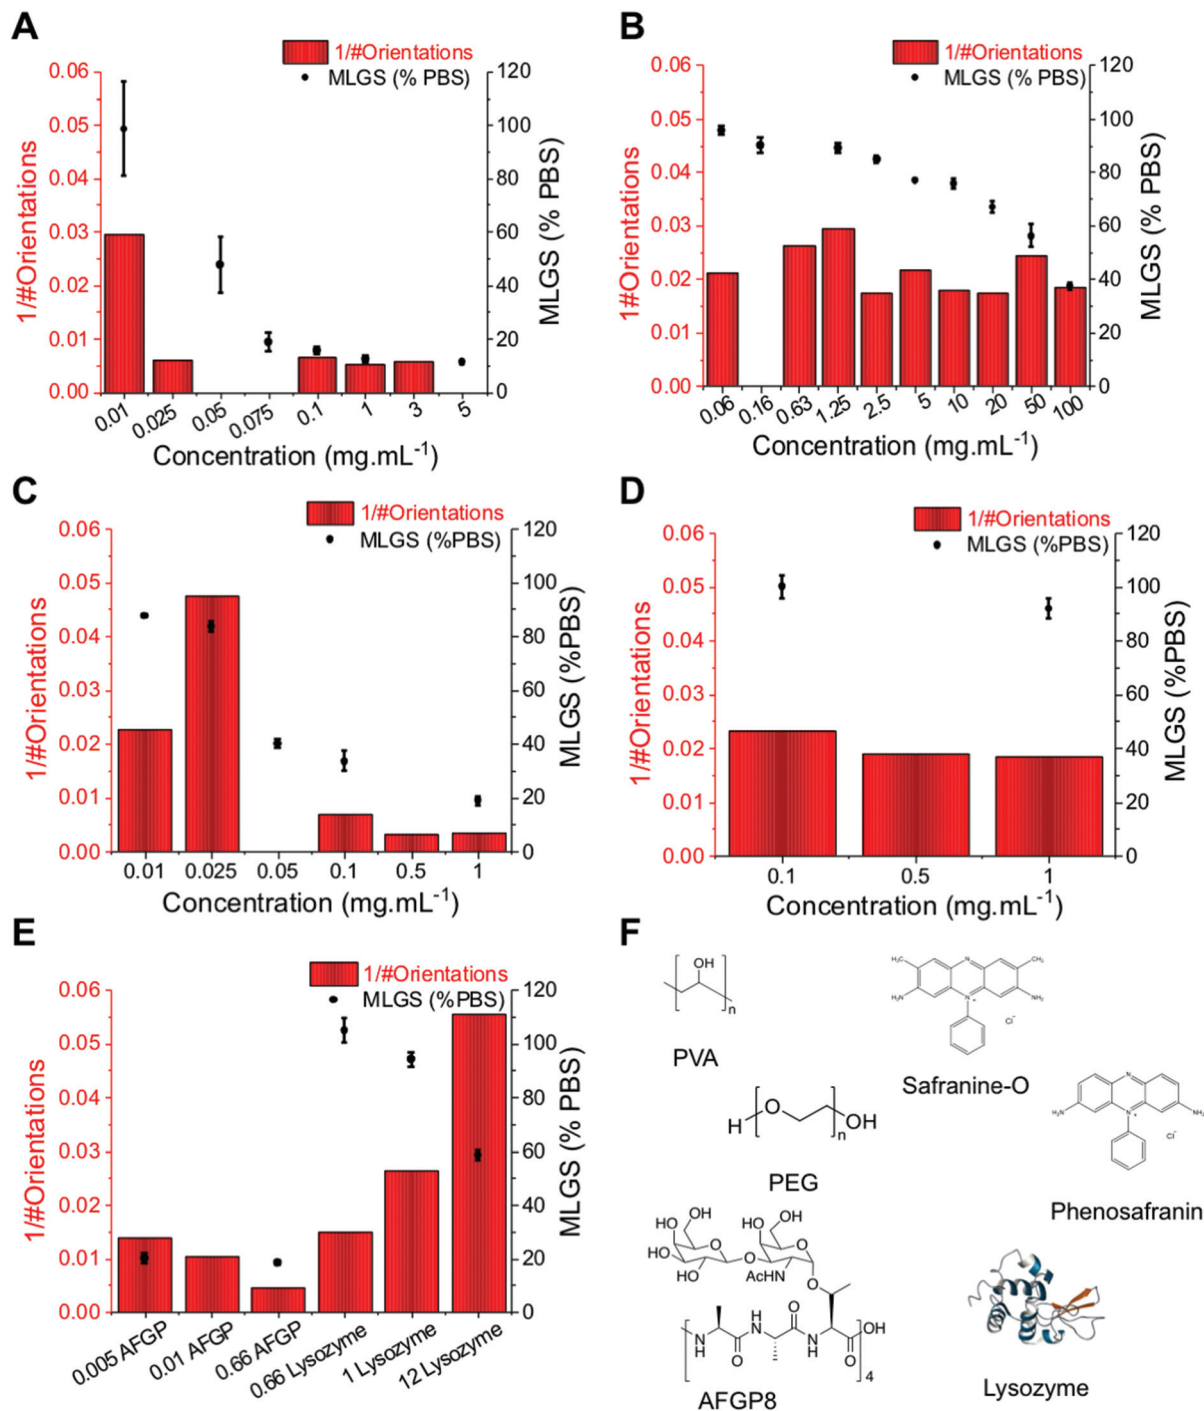 A
1/#Orientations
MLGS (% PBS)
0.06
0.05
0.04
0.03
0.02
0.01
0.00
1/#Orientations
120
100
80
60
40
20
0
MLGS (% PBS)
0.01
0.025
0.05
0.075
0.1
1
3
5
Concentration (mg.mL⁻¹)
B
1/#Orientations
MLGS (% PBS)
0.06
0.05
0.04
0.03
0.02
0.01
0.00
1#Orientations
120
100
80
60
40
20
0
MLGS (% PBS)
0.06
0.16
0.63
1.25
2.5
5
10
20
50
100
Concentration (mg.mL⁻¹)
C
1/#Orientations
MLGS (%PBS)
0.06
0.05
0.04
0.03
0.02
0.01
0.00
1/#Orientations
120
100
80
60
40
20
0
MLGS (%PBS)
0.01
0.025
0.05
0.1
0.5
1
Concentration (mg.mL⁻¹)
D
1/#Orientations
MLGS (%PBS)
0.06
0.05
0.04
0.03
0.02
0.01
0.00
1/#Orientations
120
100
80
60
40
20
0
MLGS (%PBS)
0.1
0.5
1
Concentration (mg.mL⁻¹)
E
1/#Orientations
MLGS (%PBS)
0.06
0.05
0.04
0.03
0.02
0.01
0.00
1/#Orientations
120
100
80
60
40
20
0
MLGS (% PBS)
0.005 AFGP
0.01 AFGP
0.66 AFGP
0.66 Lysozyme
1 Lysozyme
12 Lysozyme
F
OH
n
PVA
H₃C
N
CH₃
H₂N
N⁺
NH₂
Cl⁻
Safranine-O
H
O
OH
n
PEG
N
H₂N
N⁺
NH₂
Cl⁻
Phenosafranin
OH
OH
HO
O
HO
OH
O
HO
OH
O
AcHN
O
N
H
O
H
N
O
N
H
O
OH
4
AFGP8
Lysozyme